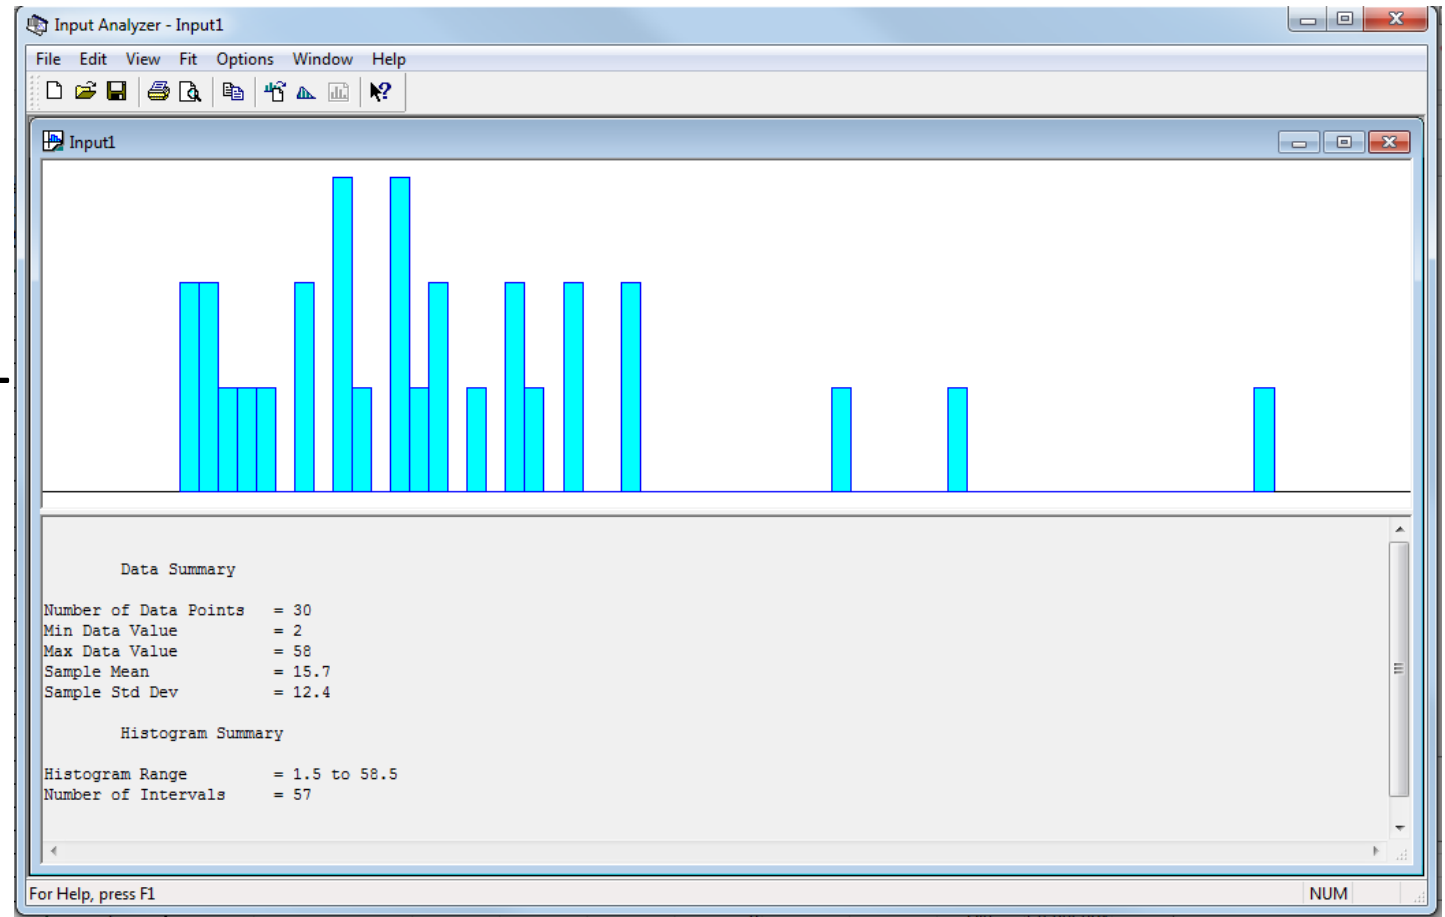 Input Analyzer - Input1
File Edit View Fit Options Window Help
Input1
Data Summary
Number of Data Points = 30
Min Data Value = 2
Max Data Value = 58
Sample Mean = 15.7
Sample Std Dev = 12.4
Histogram Summary
Histogram Range = 1.5 to 58.5
Number of Intervals = 57
For Help, press F1 NUM